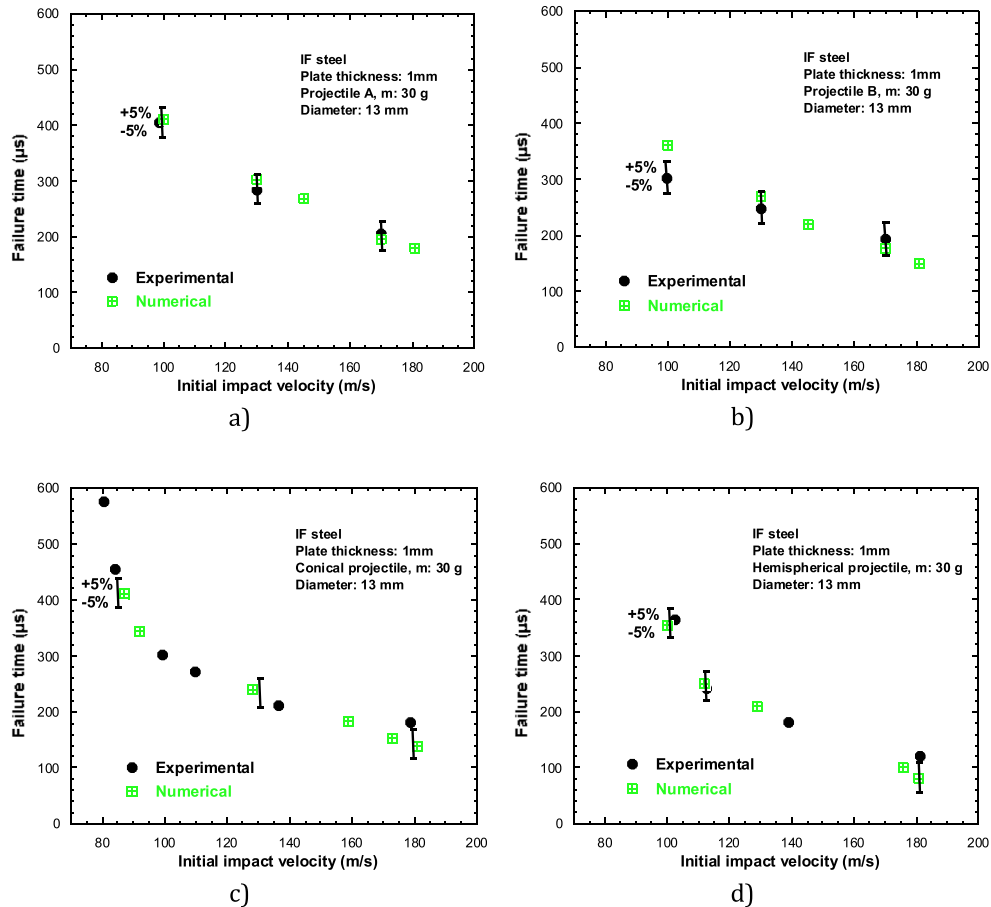 600
500
400
300
200
100
0
Failure time (µs)
IF steel
Plate thickness: 1mm
Projectile A, m: 30 g
Diameter: 13 mm
+5%
-5%
Experimental
Numerical
80 100 120 140 160 180 200
Initial impact velocity (m/s)
a)
600
500
400
300
200
100
0
Failure time (µs)
IF steel
Plate thickness: 1mm
Projectile B, m: 30 g
Diameter: 13 mm
+5%
-5%
Experimental
Numerical
80 100 120 140 160 180 200
Initial impact velocity (m/s)
b)
600
500
400
300
200
100
0
Failure time (µs)
IF steel
Plate thickness: 1mm
Conical projectile, m: 30 g
Diameter: 13 mm
+5%
-5%
Experimental
Numerical
80 100 120 140 160 180 200
Initial impact velocity (m/s)
c)
600
500
400
300
200
100
0
Failure time (µs)
IF steel
Plate thickness: 1mm
Hemispherical projectile, m: 30 g
Diameter: 13 mm
+5%
-5%
Experimental
Numerical
80 100 120 140 160 180 200
Initial impact velocity (m/s)
d)